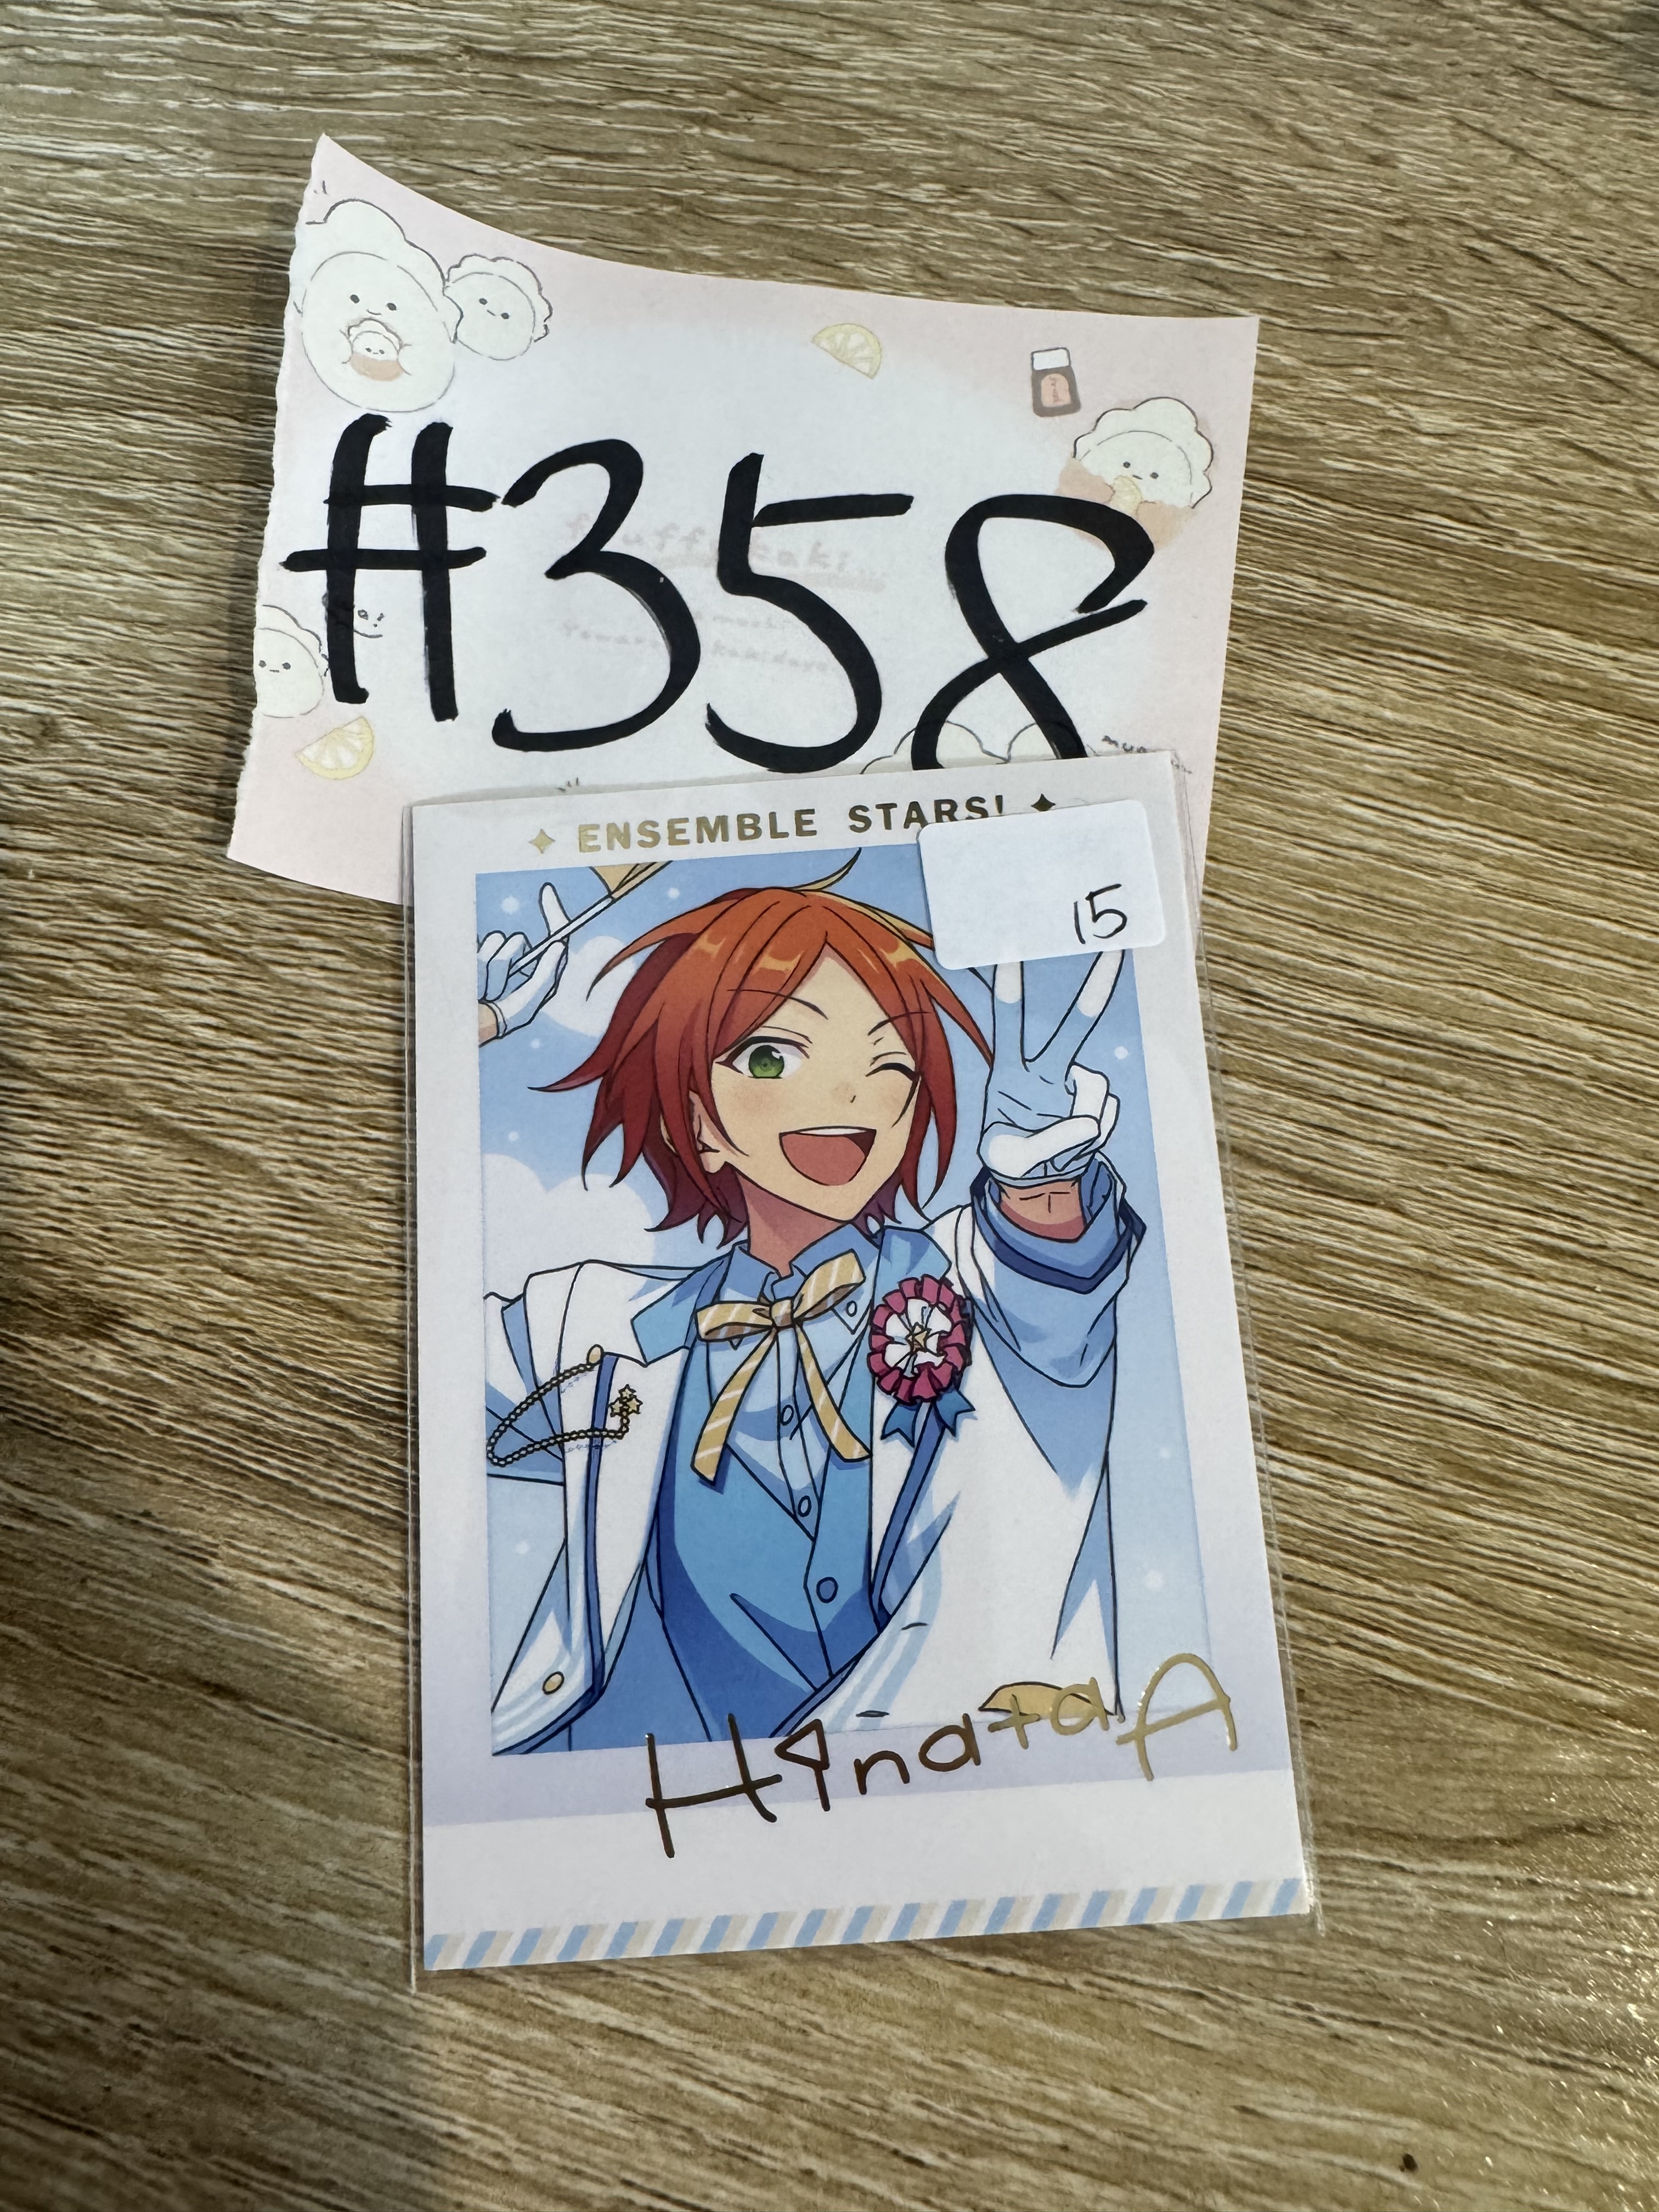 #358
ENSEMBLE STARS!
15
Hinata.A